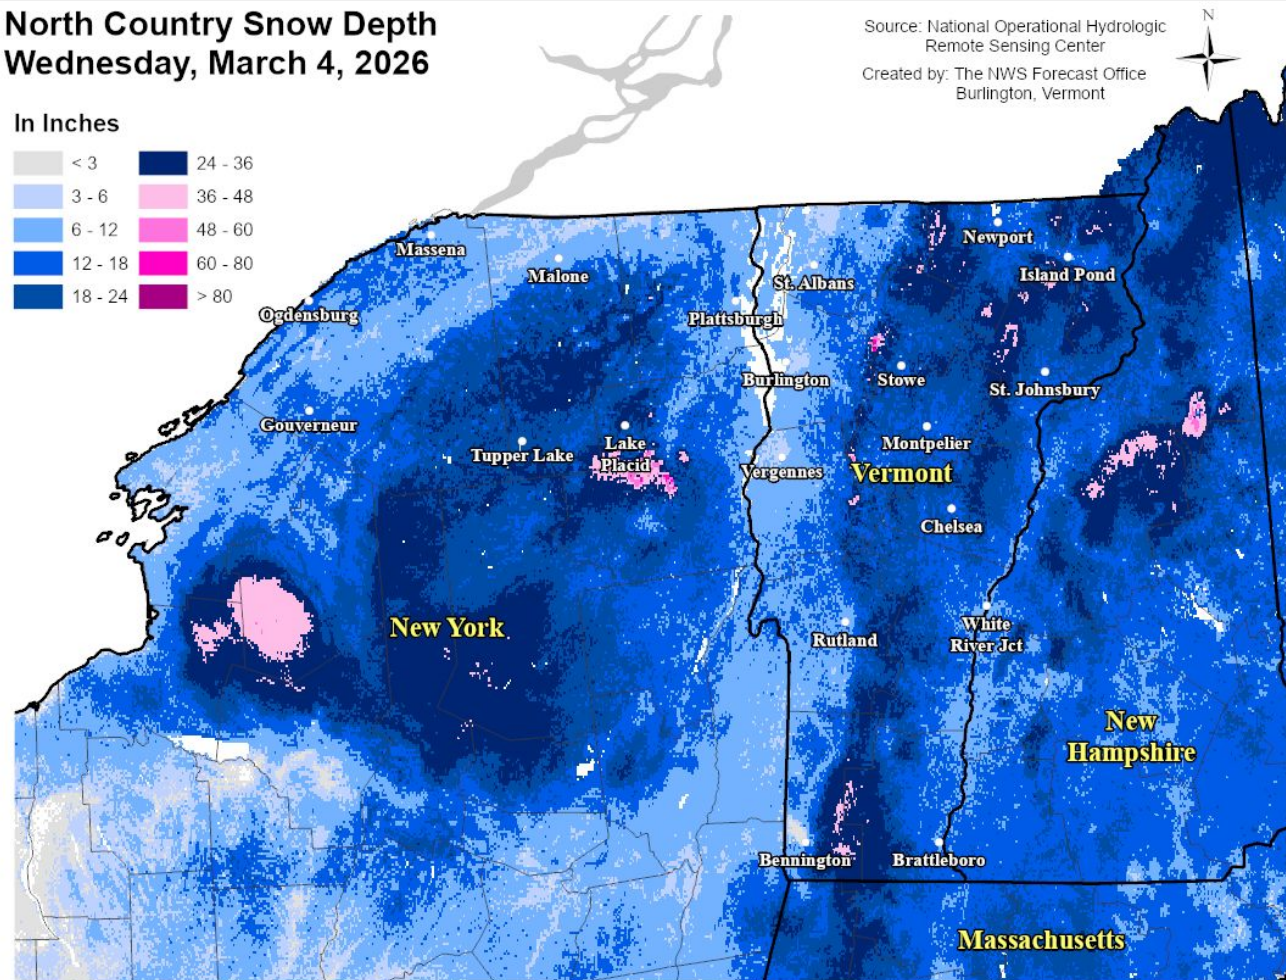 North Country Snow Depth
Wednesday, March 4, 2026
Source: National Operational Hydrologic
Remote Sensing Center
Created by: The NWS Forecast Office
Burlington, Vermont
N
In Inches
< 3
24 - 36
3 - 6
36 - 48
6 - 12
48 - 60
12 - 18
60 - 80
18 - 24
> 80
Massena
Malone
Ogdensburg
Plattsburgh
St. Albans
Newport
Island Pond
Burlington
Stowe
St. Johnsbury
Gouverneur
Tupper Lake
Lake
Placid
Vergennes
Montpelier
Vermont
Chelsea
New York
Rutland
White
River Jct
New
Hampshire
Bennington
Brattleboro
Massachusetts